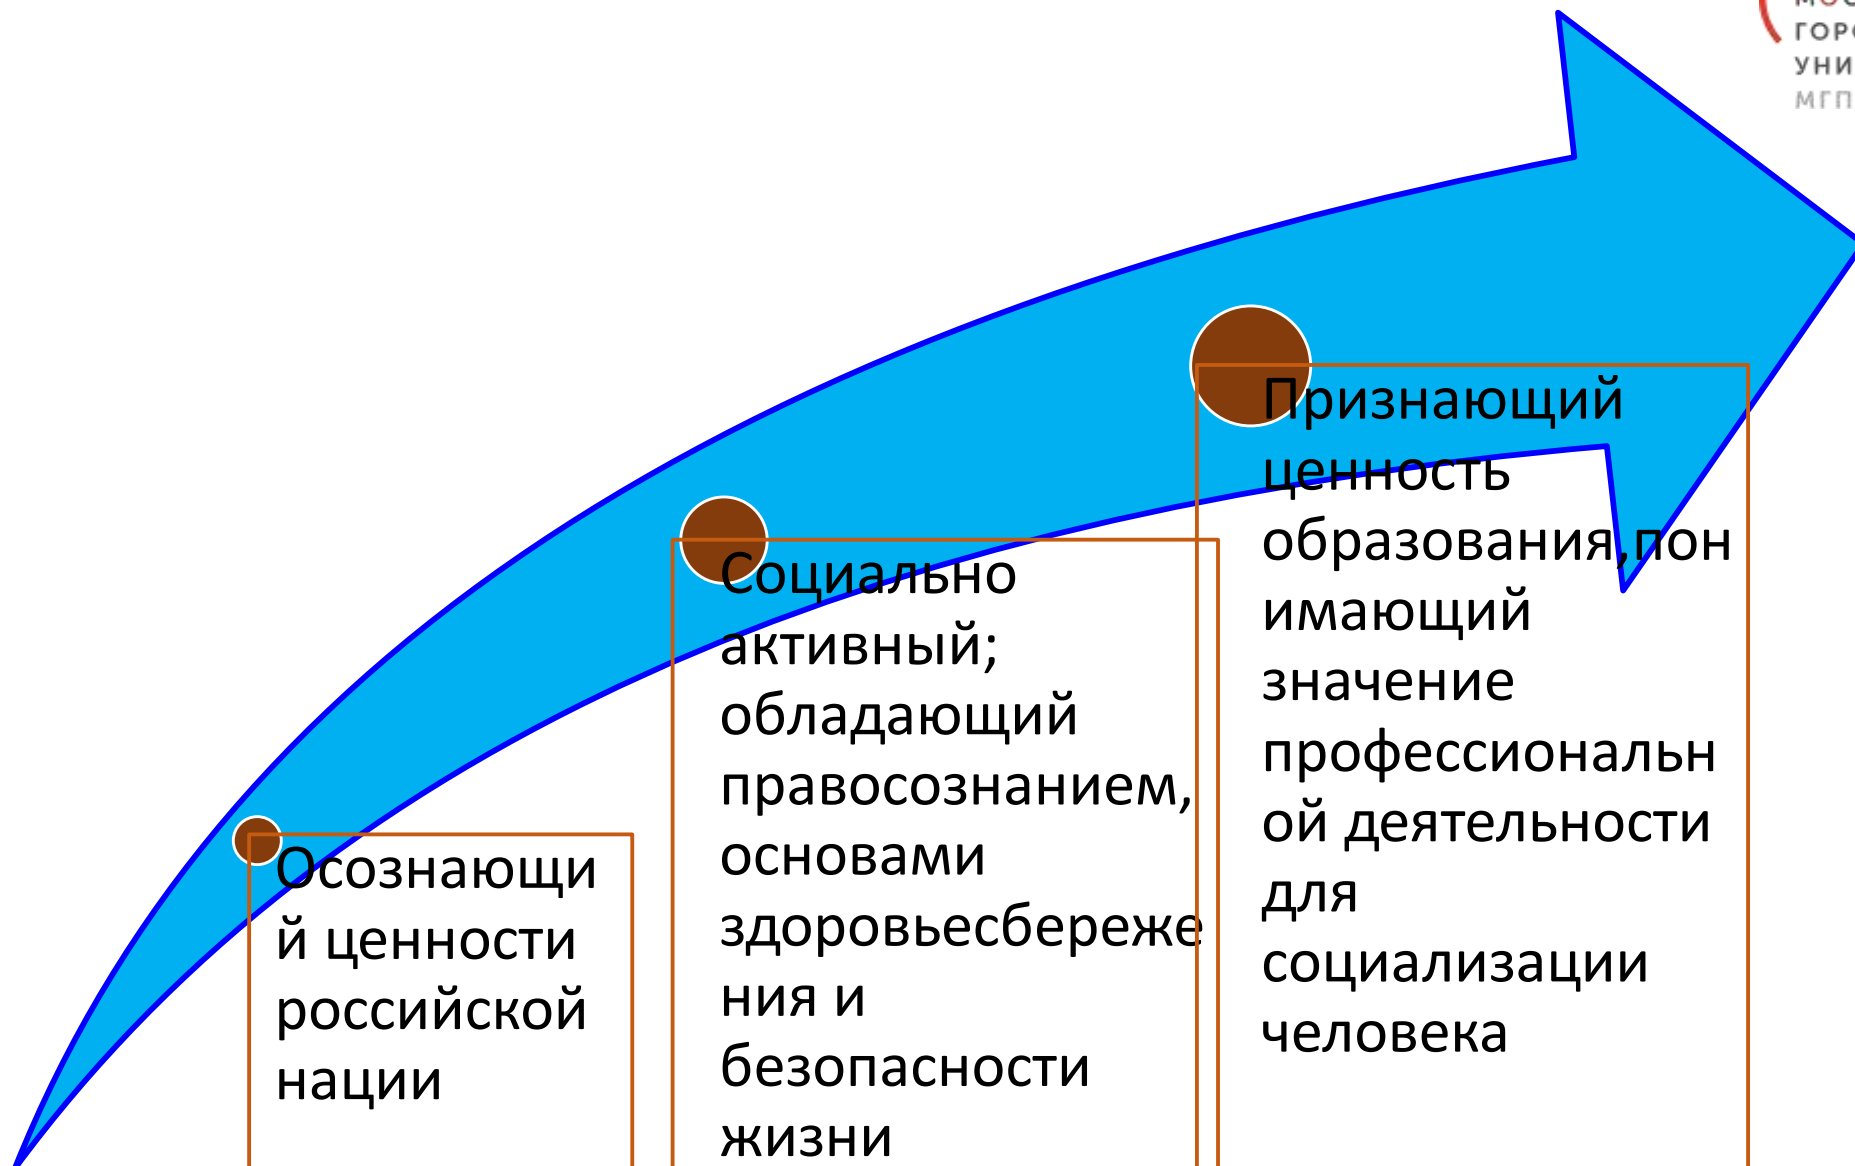 Осознающи
й ценности
российской
нации
Социально
активный;
обладающий
правосознанием,
основами
здоровьесбереже
ния и
безопасности
жизни
Признающий
ценность
образования,пон
имающий
значение
профессиональн
ой деятельности
для
социализации
человека